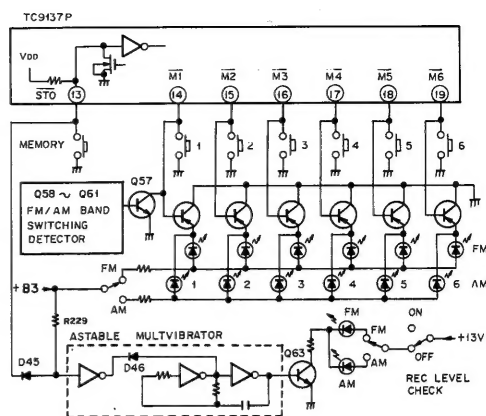 TC9137P
VDD
STO M1 M2 M3 M4 M5 M6
13 14 15 16 17 18 19
MEMORY 1 2 3 4 5 6
Q57
Q58 ~ Q61
FM/AM BAND
SWITCHING
DETECTOR
FM
+B3 FM
1 2 3 4 5 6 AM
AM
R229
ASTABLE MULTVIBRATOR
D45
D46
Q63
FM FM ON
+13V
OFF
AM AM
REC LEVEL
CHECK